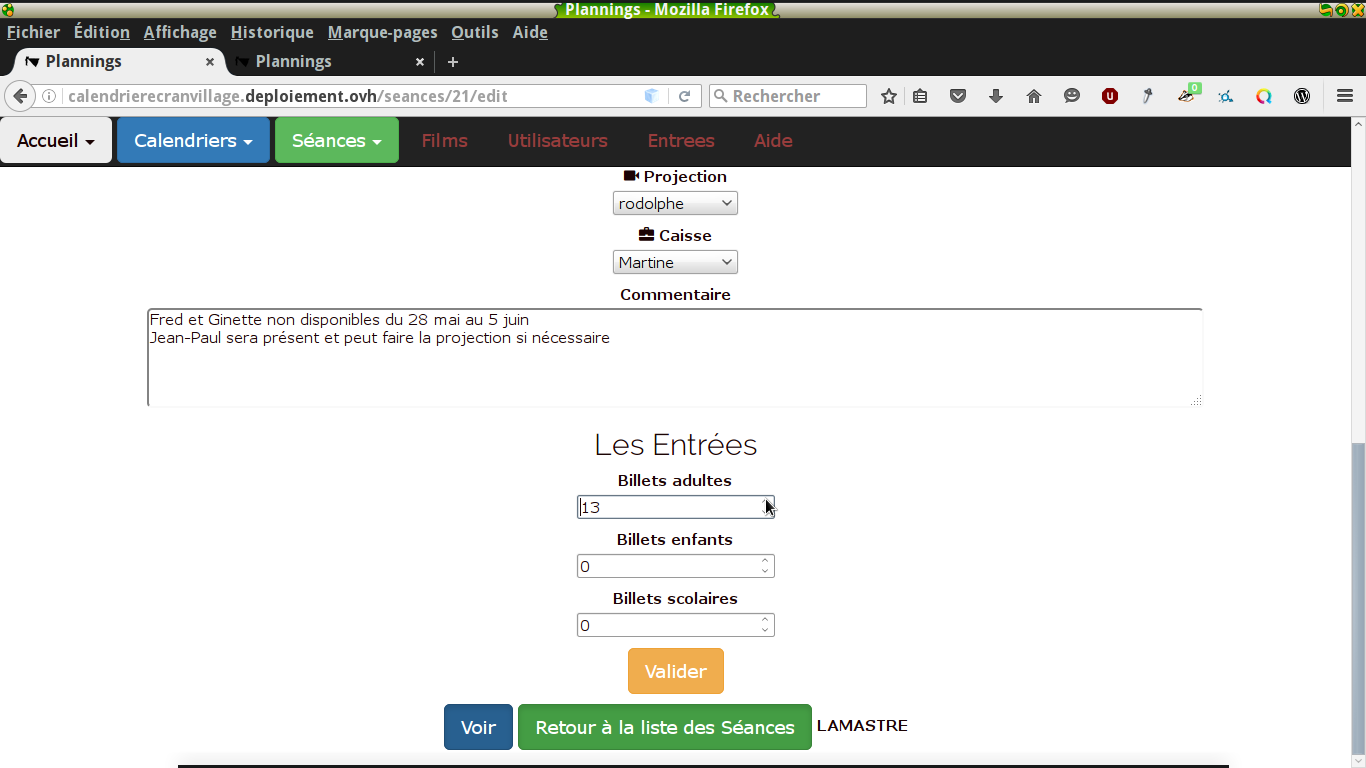 Plannings - Mozilla Firefox
Fichier Édition Affichage Historique Marque-pages Outils Aide
Plannings × Plannings × +
calendrierecranvillage.deploiement.ovh/seances/21/edit Rechercher 0
Accueil Calendriers Séances Films Utilisateurs Entrees Aide
Projection
rodolphe
Caisse
Martine
Commentaire
Fred et Ginette non disponibles du 28 mai au 5 juin
Jean-Paul sera présent et peut faire la projection si nécessaire
Les Entrées
Billets adultes
13
Billets enfants
0
Billets scolaires
0
Valider
Voir Retour à la liste des Séances LAMASTRE